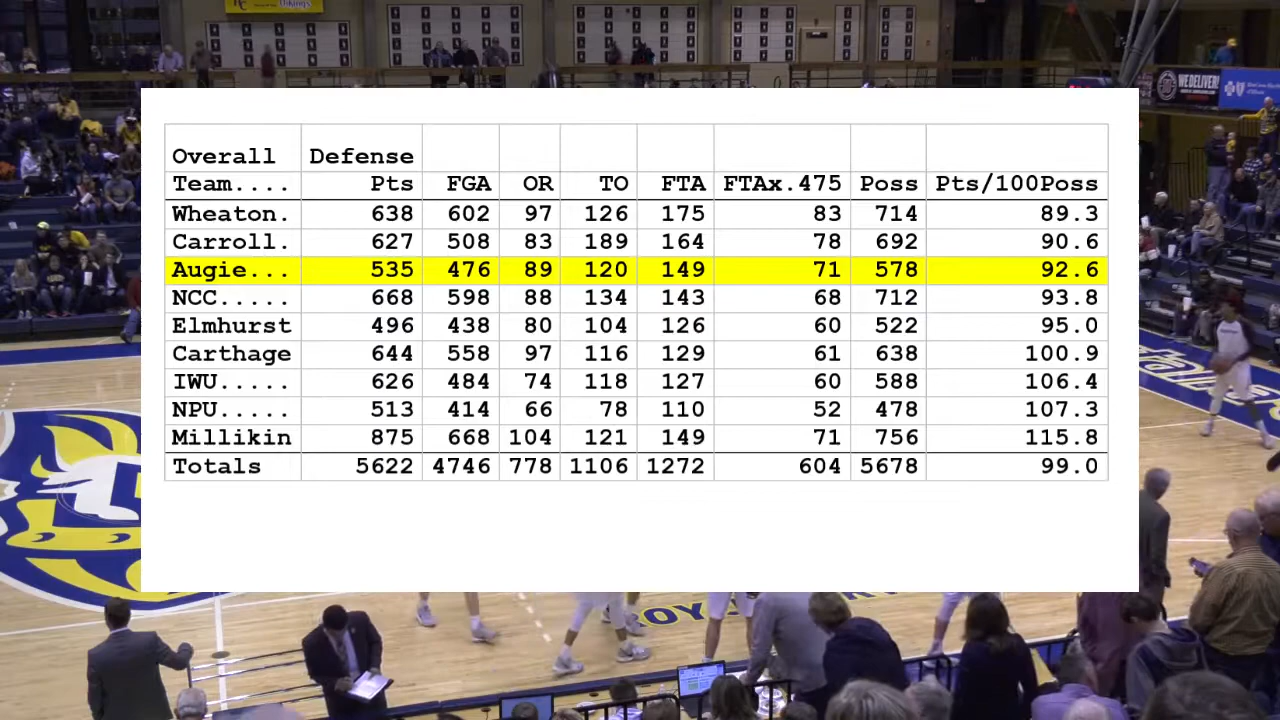 Vikings
WE DELIVER
Overall Defense
Team.... Pts FGA OR TO FTA FTAx.475 Poss Pts/100Poss
Wheaton. 638 602 97 126 175 83 714 89.3
Carroll. 627 508 83 189 164 78 692 90.6
Augie... 535 476 89 120 149 71 578 92.6
NCC..... 668 598 88 134 143 68 712 93.8
Elmhurst 496 438 80 104 126 60 522 95.0
Carthage 644 558 97 116 129 61 638 100.9
IWU..... 626 484 74 118 127 60 588 106.4
NPU..... 513 414 66 78 110 52 478 107.3
Millikin 875 668 104 121 149 71 756 115.8
Totals 5622 4746 778 1106 1272 604 5678 99.0